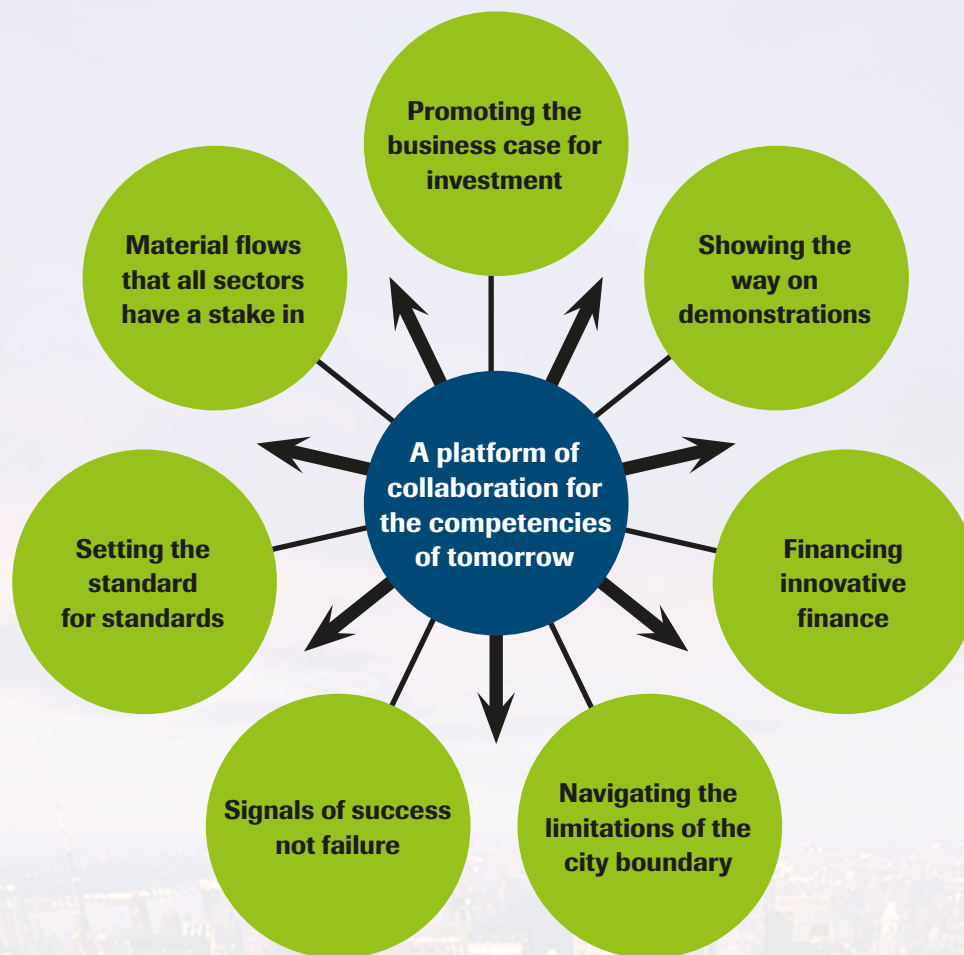 Promoting the
business case for
investment
Showing the
way on
demonstrations
Financing
innovative
finance
Navigating the
limitations of the
city boundary
Signals of success
not failure
Setting the
standard
for standards
Material flows
that all sectors
have a stake in
A platform of
collaboration for
the competencies
of tomorrow